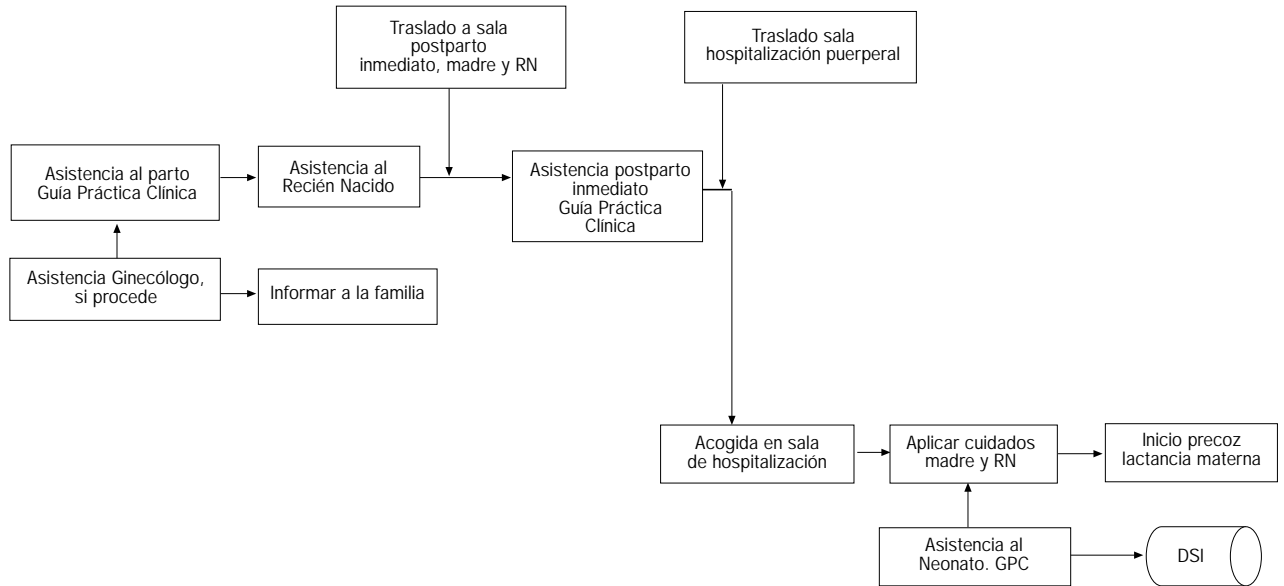 Traslado a sala
postparto
inmediato, madre y RN
Traslado sala
hospitalización puerperal
Asistencia al parto
Guía Práctica Clínica
Asistencia al
Recién Nacido
Asistencia postparto
inmediato
Guía Práctica
Clínica
Asistencia Ginecólogo,
si procede
Informar a la familia
Acogida en sala
de hospitalización
Aplicar cuidados
madre y RN
Inicio precoz
lactancia materna
Asistencia al
Neonato. GPC
DSI